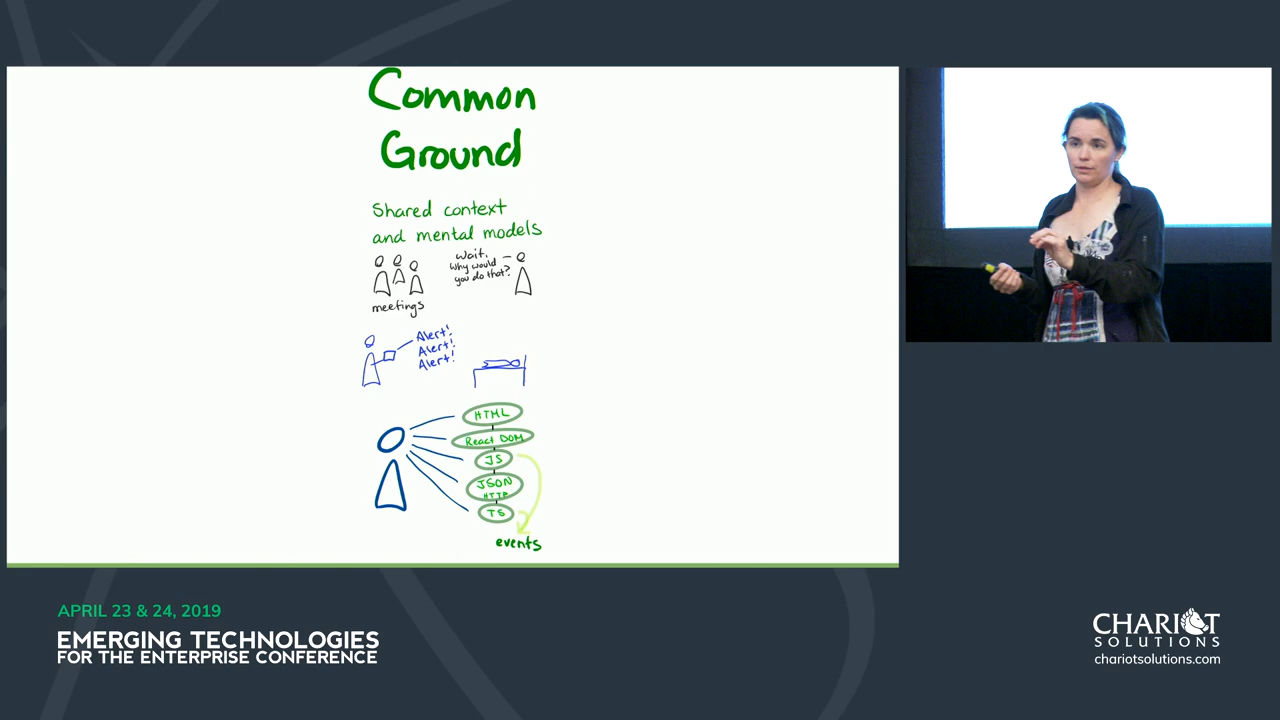 Common
Ground
Shared context
and mental models
meetings
Wait,
Why would
you do that?
Alert!
Alert!
Alert!
HTML
React DOM
JS
JSON
HTTP
TS
events
APRIL 23 & 24, 2019
EMERGING TECHNOLOGIES
FOR THE ENTERPRISE CONFERENCE
CHARIOT
SOLUTIONS
chariotsolutions.com